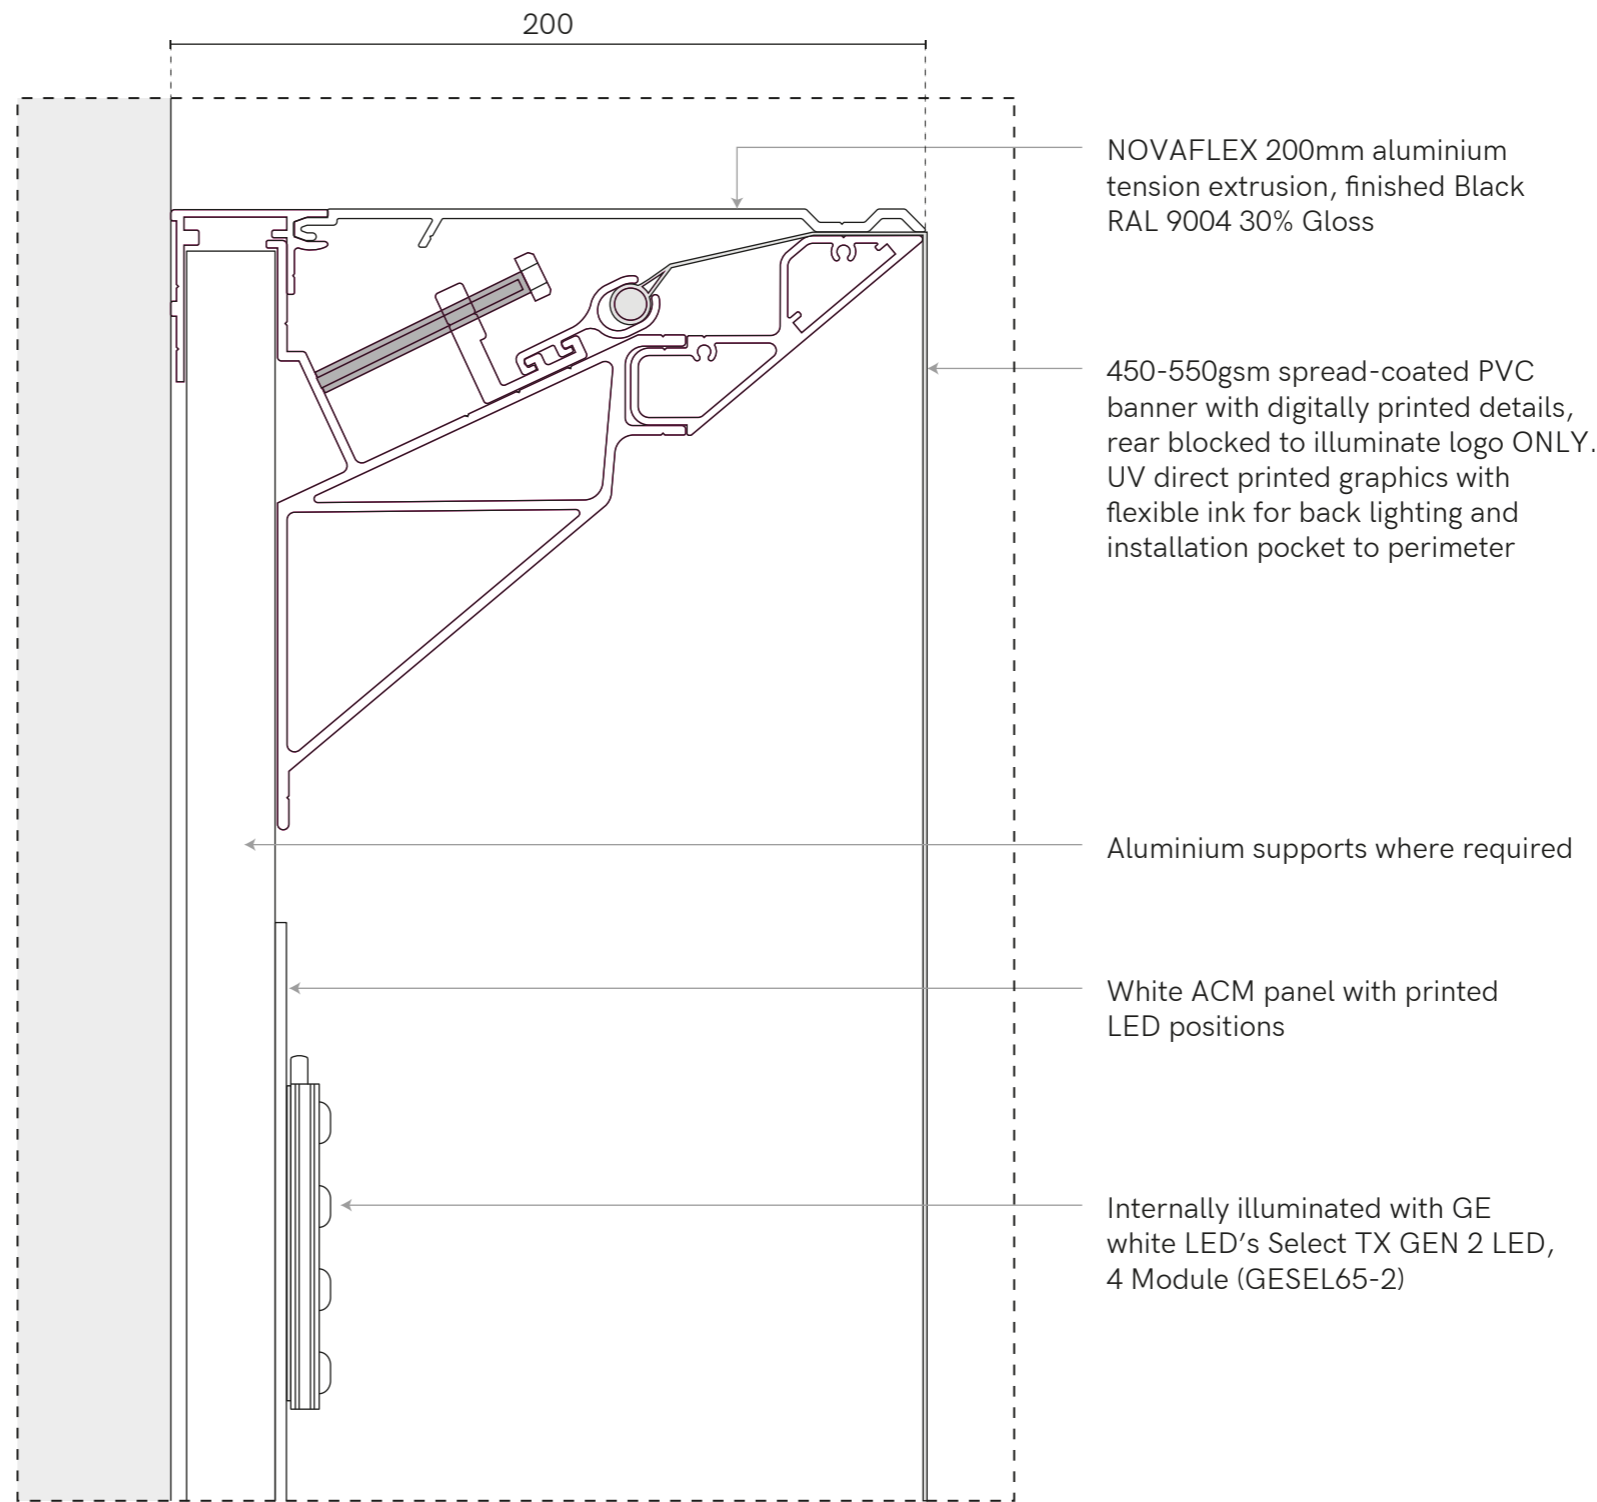 200
NOVAFLEX 200mm aluminium
tension extrusion, finished Black
RAL 9004 30% Gloss
450-550gsm spread-coated PVC
banner with digitally printed details,
rear blocked to illuminate logo ONLY.
UV direct printed graphics with
flexible ink for back lighting and
installation pocket to perimeter
Aluminium supports where required
White ACM panel with printed
LED positions
Internally illuminated with GE
white LED’s Select TX GEN 2 LED,
4 Module (GESEL65-2)